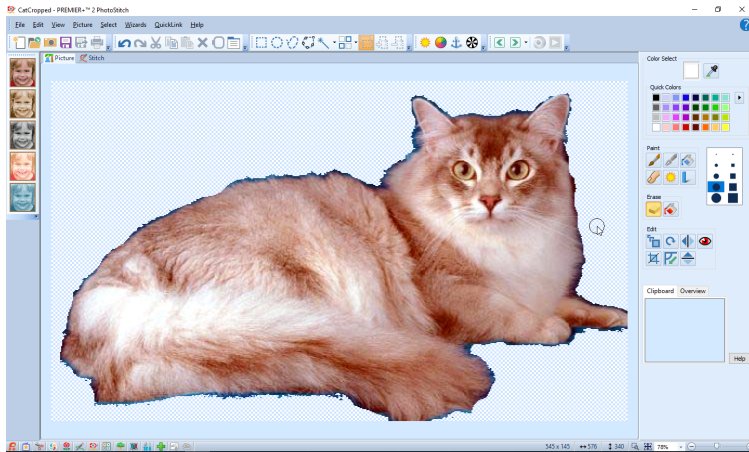 CatCropped - PREMIER+™ 2 PhotoStitch
File Edit View Picture Select Wizards QuickLink Help
Picture Stitch
Color Select
Quick Colors
Paint
Erase
Edit
Clipboard Overview
Help
545 x 145 576 340 78%